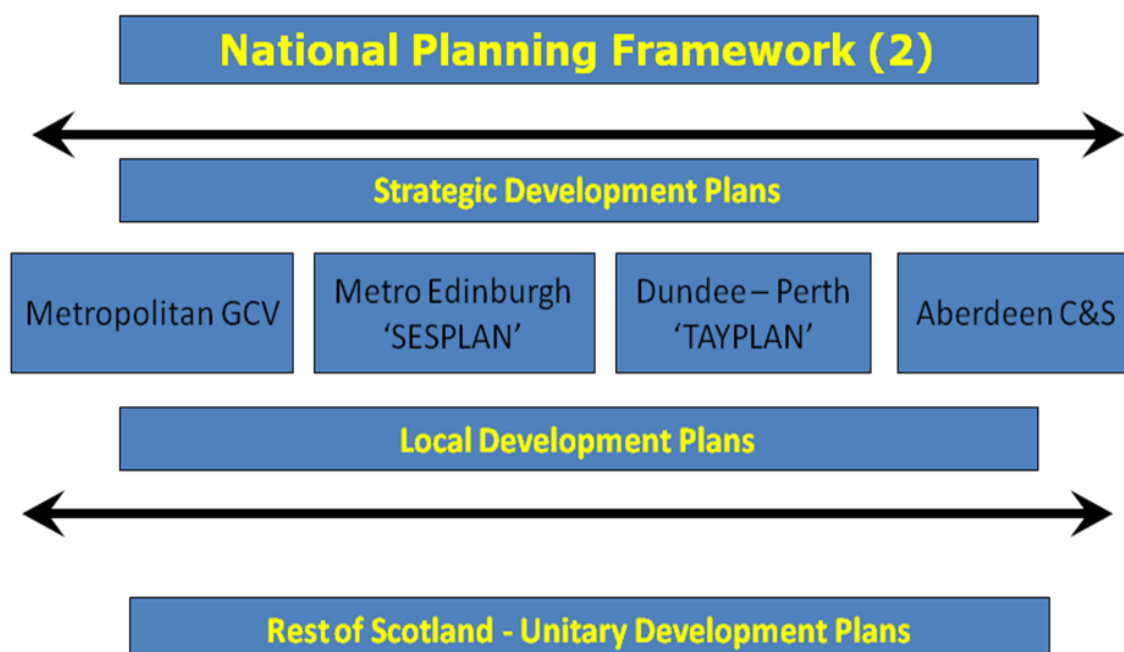 National Planning Framework (2)
Strategic Development Plans
Metropolitan GCV
Metro Edinburgh
‘SESPLAN’
Dundee – Perth
‘TAYPLAN’
Aberdeen C&S
Local Development Plans
Rest of Scotland - Unitary Development Plans